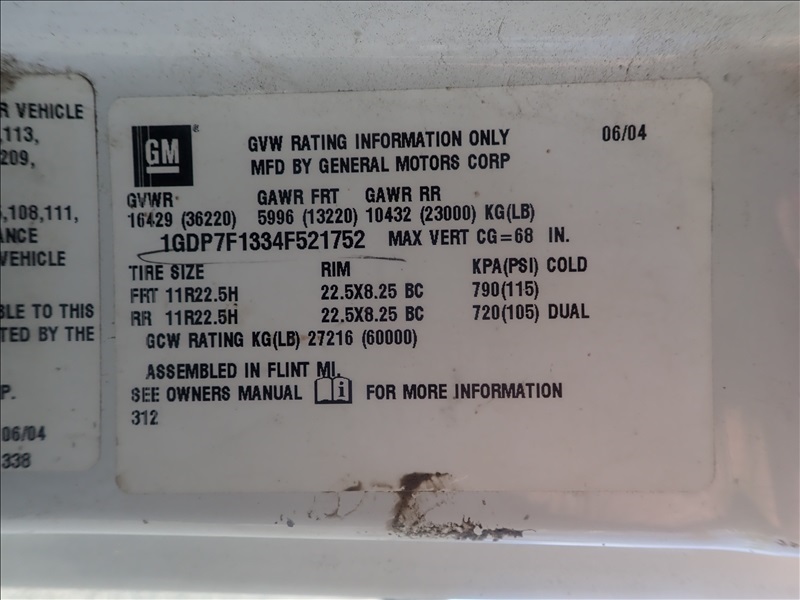 R VEHICLE
,113,
209,
,108,111,
ANCE
VEHICLE
BLE TO THIS
TED BY THE
P.
06/04
338
GM
GVW RATING INFORMATION ONLY 06/04
MFD BY GENERAL MOTORS CORP
GVWR GAWR FRT GAWR RR
16429 (36220) 5996 (13220) 10432 (23000) KG(LB)
1GDP7F1334F521752 MAX VERT CG=68 IN.
TIRE SIZE RIM KPA(PSI) COLD
FRT 11R22.5H 22.5X8.25 BC 790(115)
RR 11R22.5H 22.5X8.25 BC 720(105) DUAL
GCW RATING KG(LB) 27216 (60000)
ASSEMBLED IN FLINT MI.
SEE OWNERS MANUAL i FOR MORE INFORMATION
312